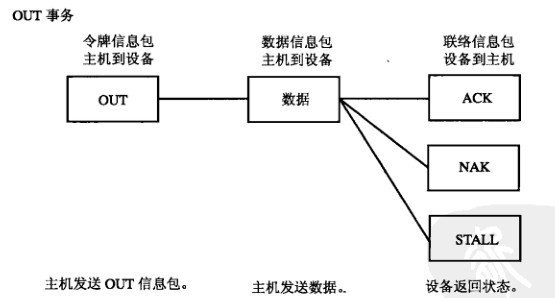 OUT 事务
令牌信息包
主机到设备
数据信息包
主机到设备
联络信息包
设备到主机
OUT
数据
ACK
NAK
STALL
主机发送 OUT 信息包。
主机发送数据。
设备返回状态。